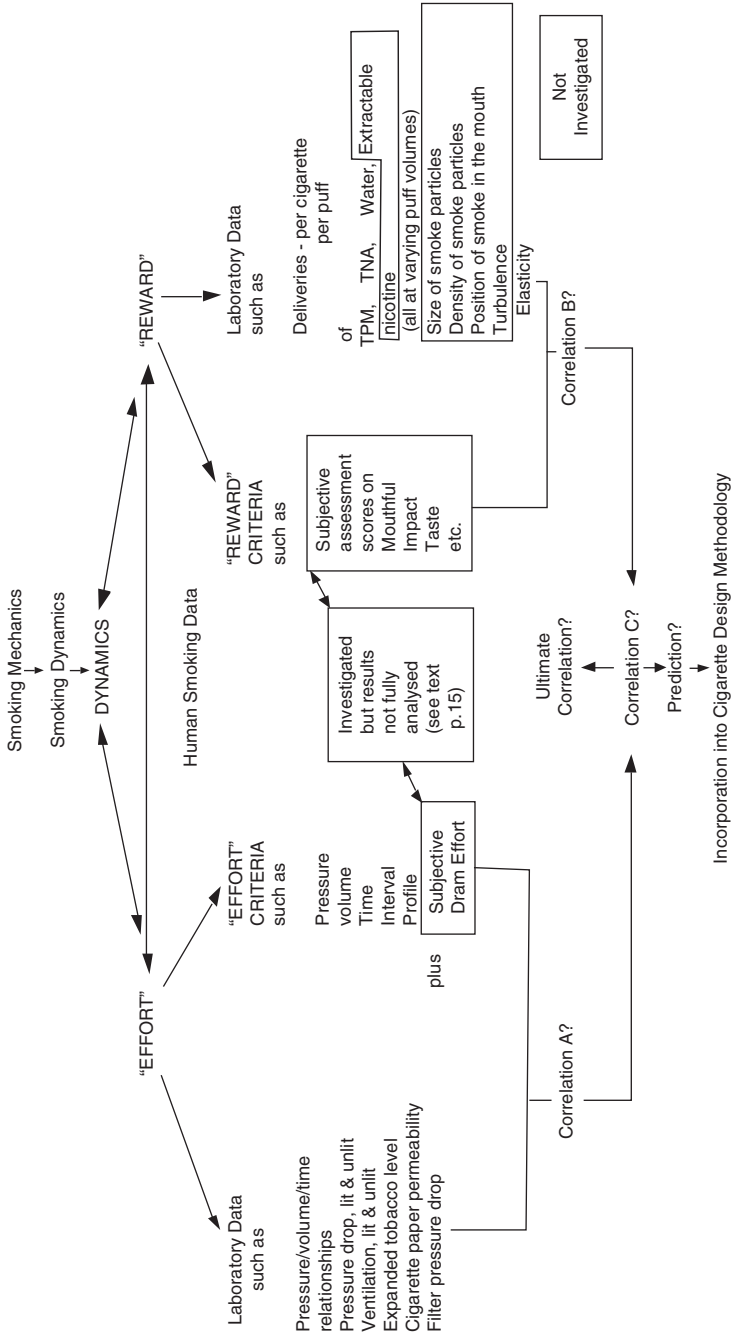 Smoking Mechanics
Smoking Dynamics
DYNAMICS
"EFFORT"
Human Smoking Data
"REWARD"
Laboratory Data
such as
Pressure/volume/time
relationships
Pressure drop, lit & unlit
Ventilation, lit & unlit
Expanded tobacco level
Cigarette paper permeability
Filter pressure drop
"EFFORT"
CRITERIA
such as
Pressure
volume
Time
Interval
Profile
plus
Subjective
Dram Effort
Investigated
but results
not fully
analysed
(see text
p.15)
"REWARD"
CRITERIA
such as
Subjective
assessment
scores on
Mouthful
Impact
Taste
etc.
Laboratory Data
such as
Deliveries - per cigarette
per puff
of
TPM, TNA, Water, Extractable
nicotine
(all at varying puff volumes)
Size of smoke particles
Density of smoke particles
Position of smoke in the mouth
Turbulence
Elasticity
Not
Investigated
Correlation A?
Correlation B?
Ultimate
Correlation?
Correlation C?
Prediction?
Incorporation into Cigarette Design Methodology